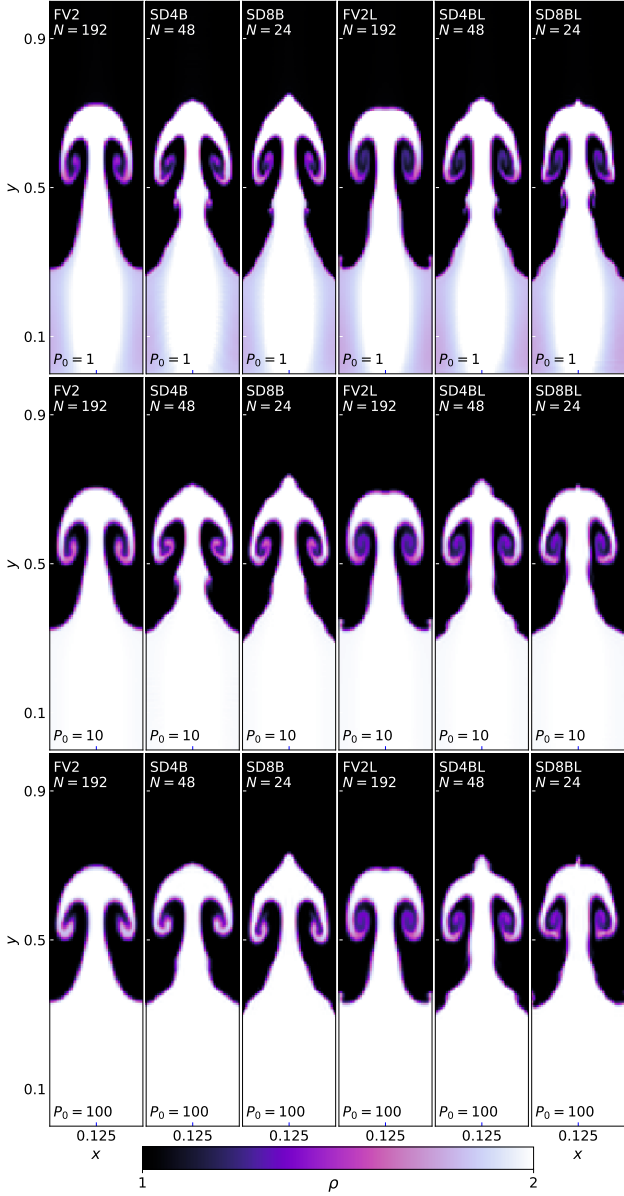 FV2 SD4B SD8B FV2L SD4BL SD8BL
N = 192 N = 48 N = 24 N = 192 N = 48 N = 24
0.9
0.5
y
0.1
P₀ = 1 P₀ = 1 P₀ = 1 P₀ = 1 P₀ = 1 P₀ = 1
FV2 SD4B SD8B FV2L SD4BL SD8BL
N = 192 N = 48 N = 24 N = 192 N = 48 N = 24
0.9
0.5
y
0.1
P₀ = 10 P₀ = 10 P₀ = 10 P₀ = 10 P₀ = 10 P₀ = 10
FV2 SD4B SD8B FV2L SD4BL SD8BL
N = 192 N = 48 N = 24 N = 192 N = 48 N = 24
0.9
0.5
y
0.1
P₀ = 100 P₀ = 100 P₀ = 100 P₀ = 100 P₀ = 100 P₀ = 100
0.125 0.125 0.125 0.125 0.125 0.125
x x x x x x
1 ρ 2